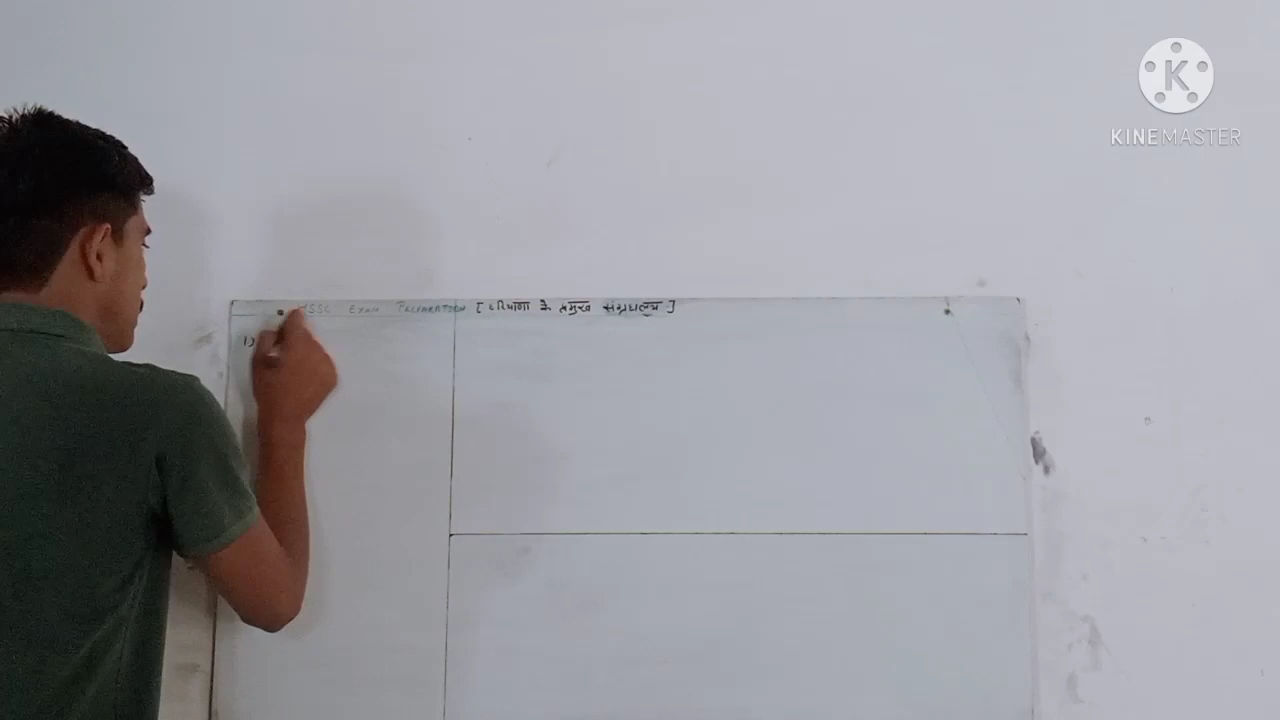 HSSC EXAM PREPARATION [ हरियाणा के प्रमुख संग्रहालय ]
1)
K
KINEMASTER